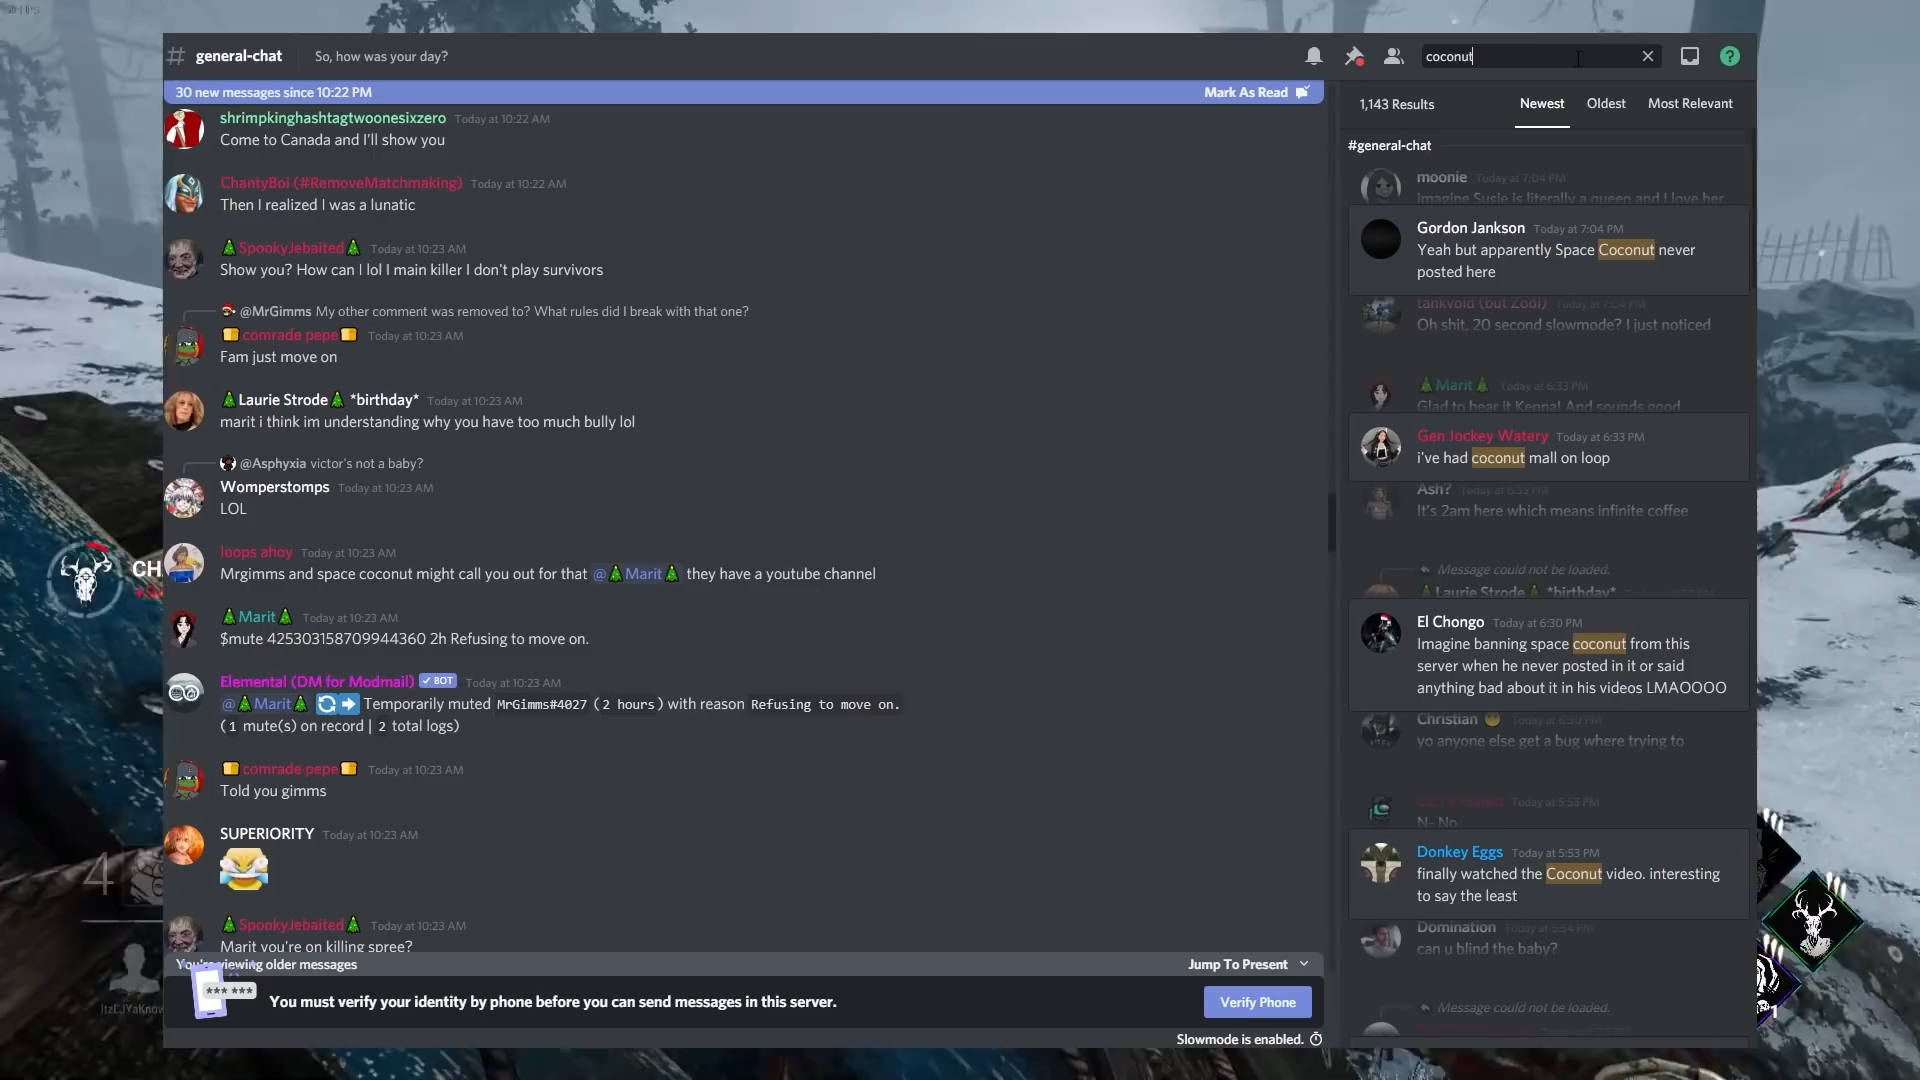 # general-chat
So, how was your day?
coconut
30 new messages since 10:22 PM
Mark As Read
shrimpkinghashtagtwoonesixzero Today at 10:22 AM
Come to Canada and I'll show you
ChantyBoi (#RemoveMatchmaking) Today at 10:22 AM
Then I realized I was a lunatic
SpookyJebaited Today at 10:23 AM
Show you? How can I lol I main killer I don't play survivors
@MrGimms My other comment was removed to? What rules did I break with that one?
comrade pepe Today at 10:23 AM
Fam just move on
Laurie Strode *birthday* Today at 10:23 AM
marit i think im understanding why you have too much bully lol
@Asphyxia victor's not a baby?
Womperstomps Today at 10:23 AM
LOL
loops ahoy Today at 10:23 AM
Mrgimms and space coconut might call you out for that @Marit they have a youtube channel
Marit Today at 10:23 AM
$mute 425303158709944360 2h Refusing to move on.
Elemental (DM for Modmail) BOT Today at 10:23 AM
@Marit Temporarily muted MrGimms#4027 (2 hours) with reason Refusing to move on.
(1 mute(s) on record | 2 total logs)
comrade pepe Today at 10:23 AM
Told you gimms
SUPERIORITY Today at 10:23 AM
SpookyJebaited Today at 10:23 AM
Marit you're on killing spree?
You're viewing older messages
Jump To Present
*** ***
You must verify your identity by phone before you can send messages in this server.
Verify Phone
Slowmode is enabled.
1,143 Results
Newest
Oldest
Most Relevant
#general-chat
moonie Today at 7:04 PM
imagine Susie is literally a queen and I love her
Gordon Jankson Today at 7:04 PM
Yeah but apparently Space Coconut never
posted here
tankvoid (but Zodi) Today at 7:04 PM
Oh shit, 20 second slowmode? I just noticed
Marit Today at 6:33 PM
Glad to hear it Kenna! And sounds good
Gen Jockey Watery Today at 6:33 PM
i've had coconut mall on loop
Ash? Today at 6:33 PM
It's 2am here which means infinite coffee
Message could not be loaded.
Laurie Strode *birthday*
El Chongo Today at 6:30 PM
Imagine banning space coconut from this
server when he never posted in it or said
anything bad about it in his videos LMAOOOO
Christian Today at 6:30 PM
yo anyone else get a bug where trying to
Today at 5:53 PM
N- No
Donkey Eggs Today at 5:53 PM
finally watched the Coconut video. interesting
to say the least
Domination Today at 5:54 PM
can u blind the baby?
Message could not be loaded.
CH
4